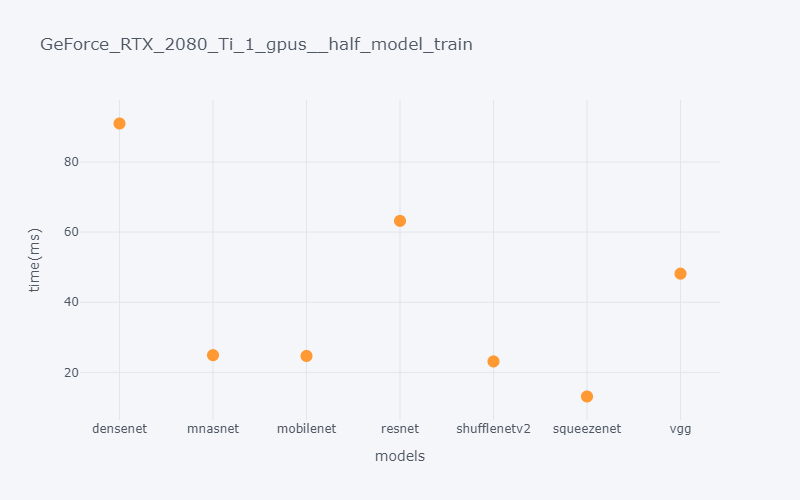 GeForce_RTX_2080_Ti_1_gpus__half_model_train
time(ms)
80
60
40
20
densenet mnasnet mobilenet resnet shufflenetv2 squeezenet vgg
models